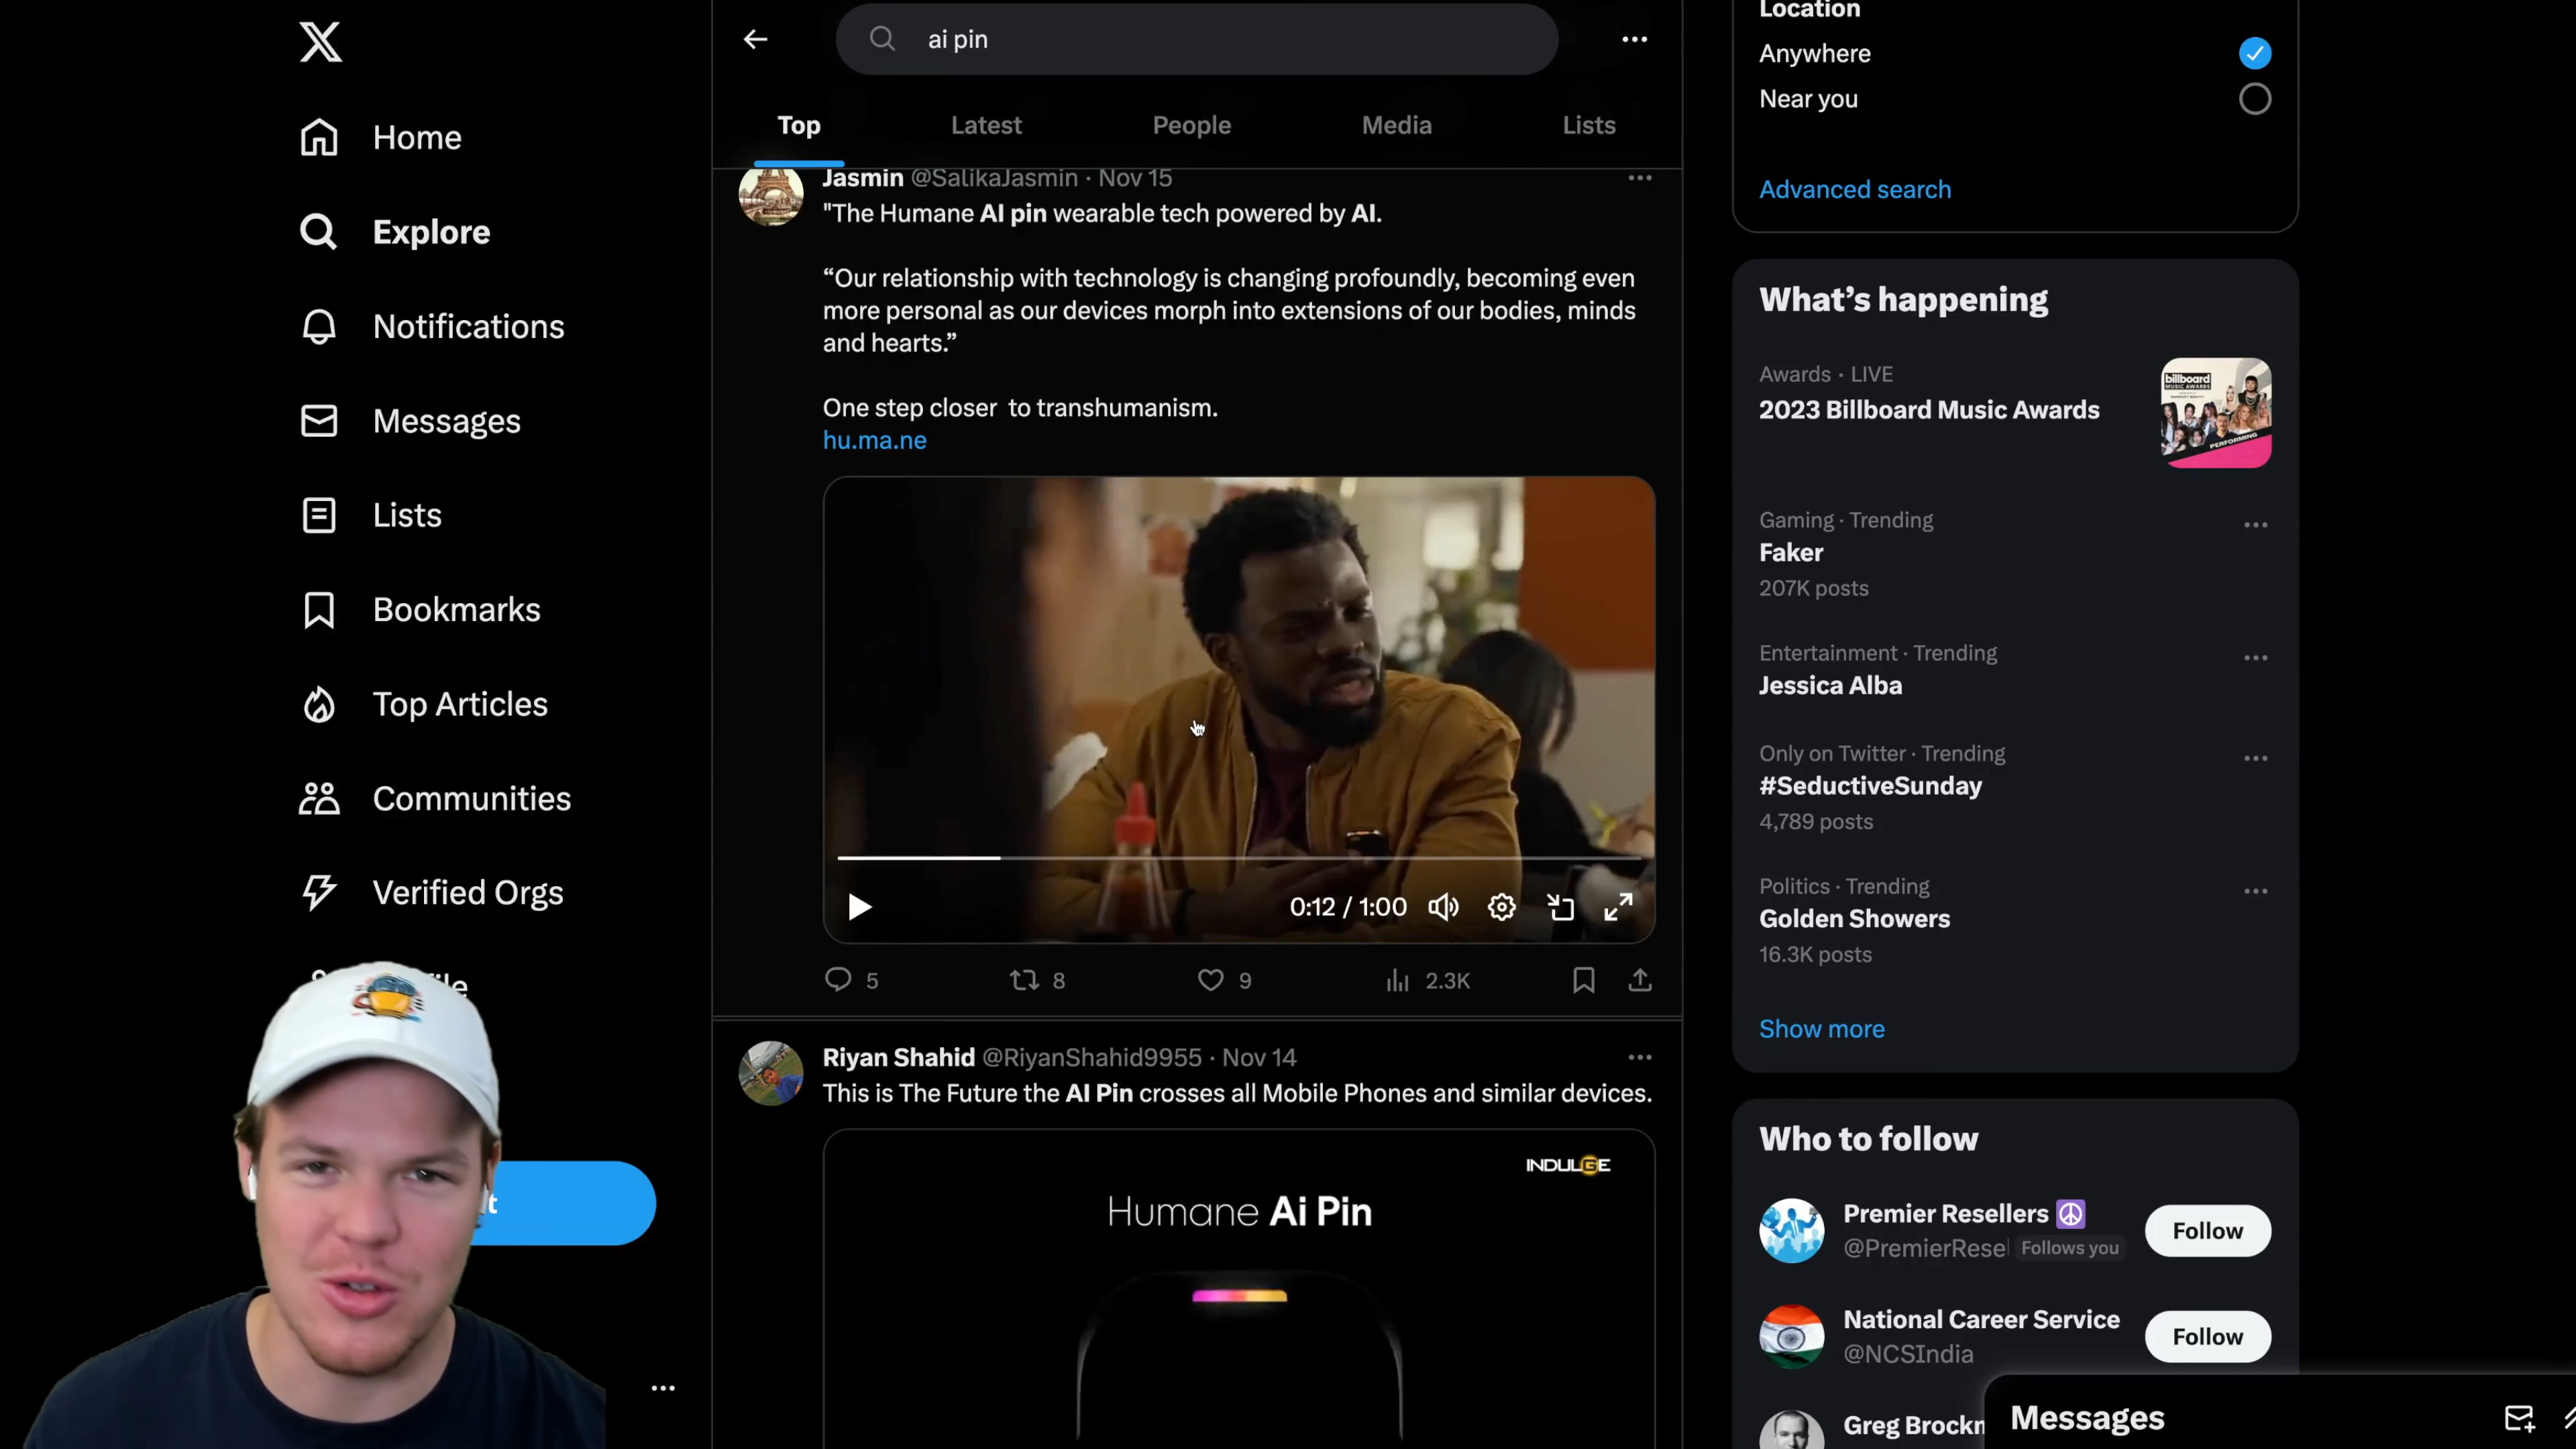 Home
Explore
Notifications
Messages
Lists
Bookmarks
Top Articles
Communities
Verified Orgs
ai pin
Top
Latest
People
Media
Lists
Jasmin @SalikaJasmin · Nov 15
"The Humane AI pin wearable tech powered by AI.
“Our relationship with technology is changing profoundly, becoming even
more personal as our devices morph into extensions of our bodies, minds
and hearts.”
One step closer to transhumanism.
hu.ma.ne
0:12 / 1:00
5
8
9
2.3K
Riyan Shahid @RiyanShahid9955 · Nov 14
This is The Future the AI Pin crosses all Mobile Phones and similar devices.
INDULGE
Humane Ai Pin
Location
Anywhere
Near you
Advanced search
What’s happening
Awards · LIVE
2023 Billboard Music Awards
billboard
MUSIC AWARDS
PERFORMING
Gaming · Trending
Faker
207K posts
Entertainment · Trending
Jessica Alba
Only on Twitter · Trending
#SeductiveSunday
4,789 posts
Politics · Trending
Golden Showers
16.3K posts
Show more
Who to follow
Premier Resellers
@PremierRese
Follows you
Follow
National Career Service
@NCSIndia
Follow
Greg Brockn
Messages